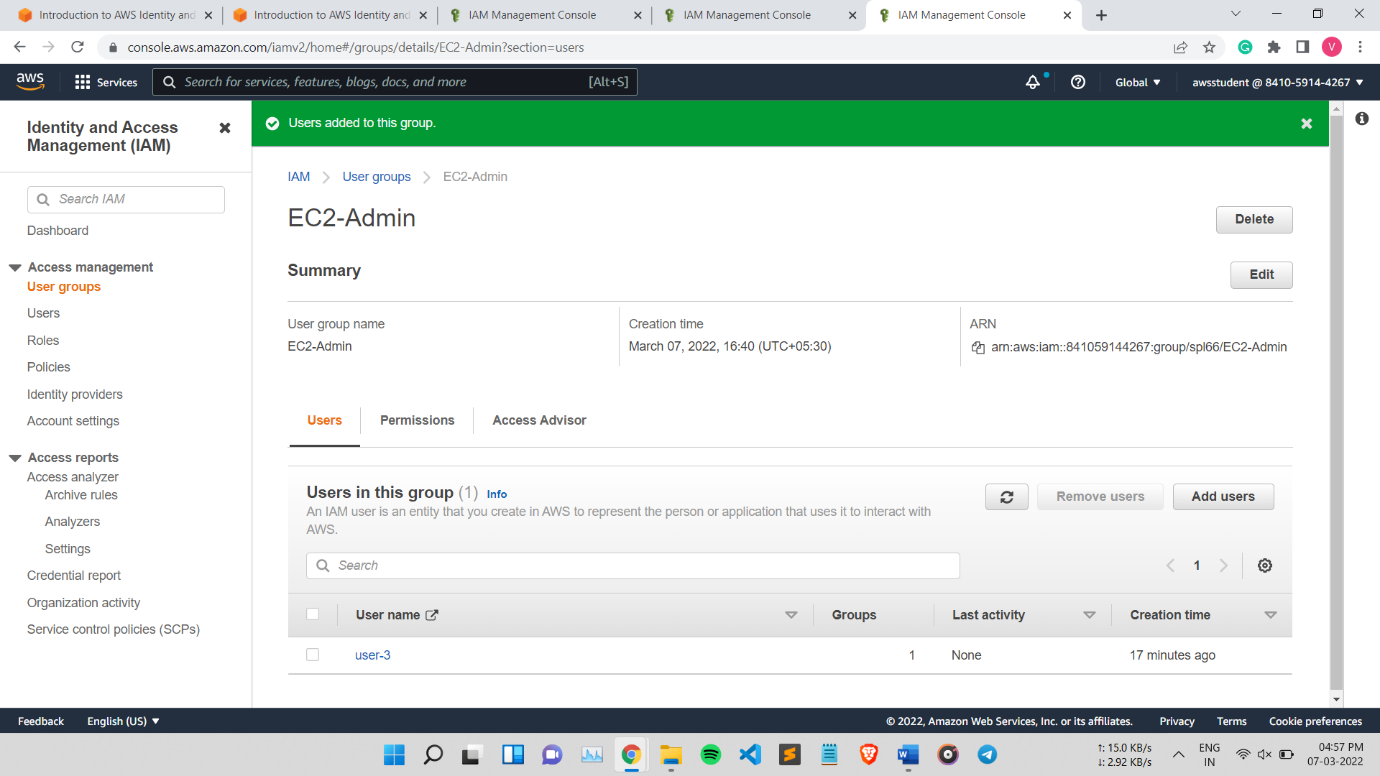 Introduction to AWS Identity and
Introduction to AWS Identity and
IAM Management Console
IAM Management Console
IAM Management Console
console.aws.amazon.com/iamv2/home#/groups/details/EC2-Admin?section=users
V
aws
Services
Search for services, features, blogs, docs, and more
[Alt+S]
Global
awsstudent @ 8410-5914-4267
Identity and Access
Management (IAM)
Search IAM
Dashboard
Access management
User groups
Users
Roles
Policies
Identity providers
Account settings
Access reports
Access analyzer
Archive rules
Analyzers
Settings
Credential report
Organization activity
Service control policies (SCPs)
Users added to this group.
IAM
User groups
EC2-Admin
EC2-Admin
Delete
Summary
Edit
User group name
EC2-Admin
Creation time
March 07, 2022, 16:40 (UTC+05:30)
ARN
arn:aws:iam::841059144267:group/spl66/EC2-Admin
Users
Permissions
Access Advisor
Users in this group (1) Info
An IAM user is an entity that you create in AWS to represent the person or application that uses it to interact with
AWS.
Remove users
Add users
Search
1
User name
Groups
Last activity
Creation time
user-3
1
None
17 minutes ago
Feedback
English (US)
© 2022, Amazon Web Services, Inc. or its affiliates.
Privacy
Terms
Cookie preferences
↑: 15.0 KB/s
↓: 2.92 KB/s
ENG
IN
04:57 PM
07-03-2022